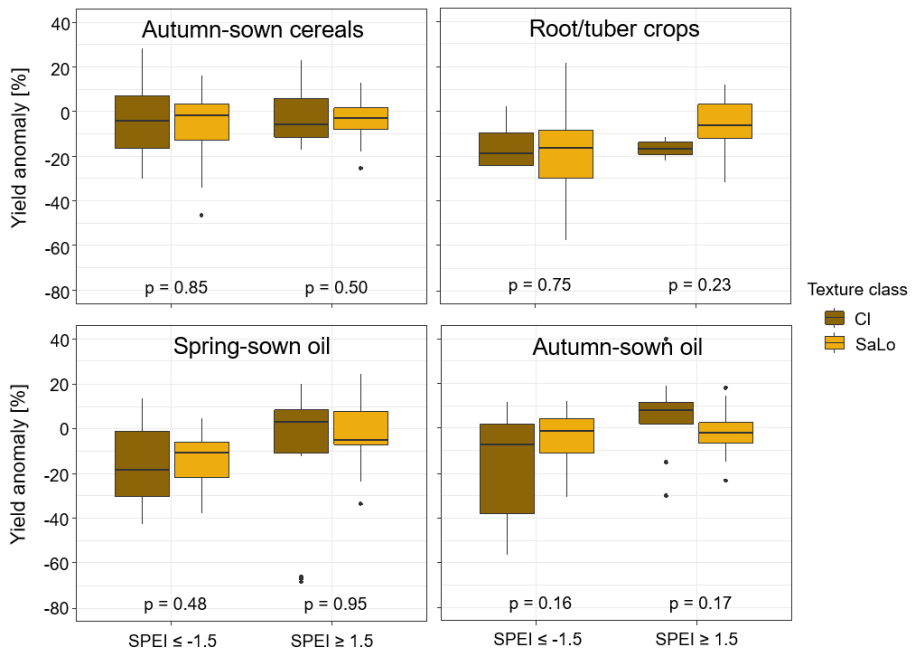 Autumn-sown cereals
Root/tuber crops
Yield anomaly [%]
40
20
0
-20
-40
-60
-80
p = 0.85
p = 0.50
p = 0.75
p = 0.23
Texture class
Cl
SaLo
Spring-sown oil
Autumn-sown oil
Yield anomaly [%]
40
20
0
-20
-40
-60
-80
p = 0.48
p = 0.95
p = 0.16
p = 0.17
SPEI ≤ -1.5
SPEI ≥ 1.5
SPEI ≤ -1.5
SPEI ≥ 1.5